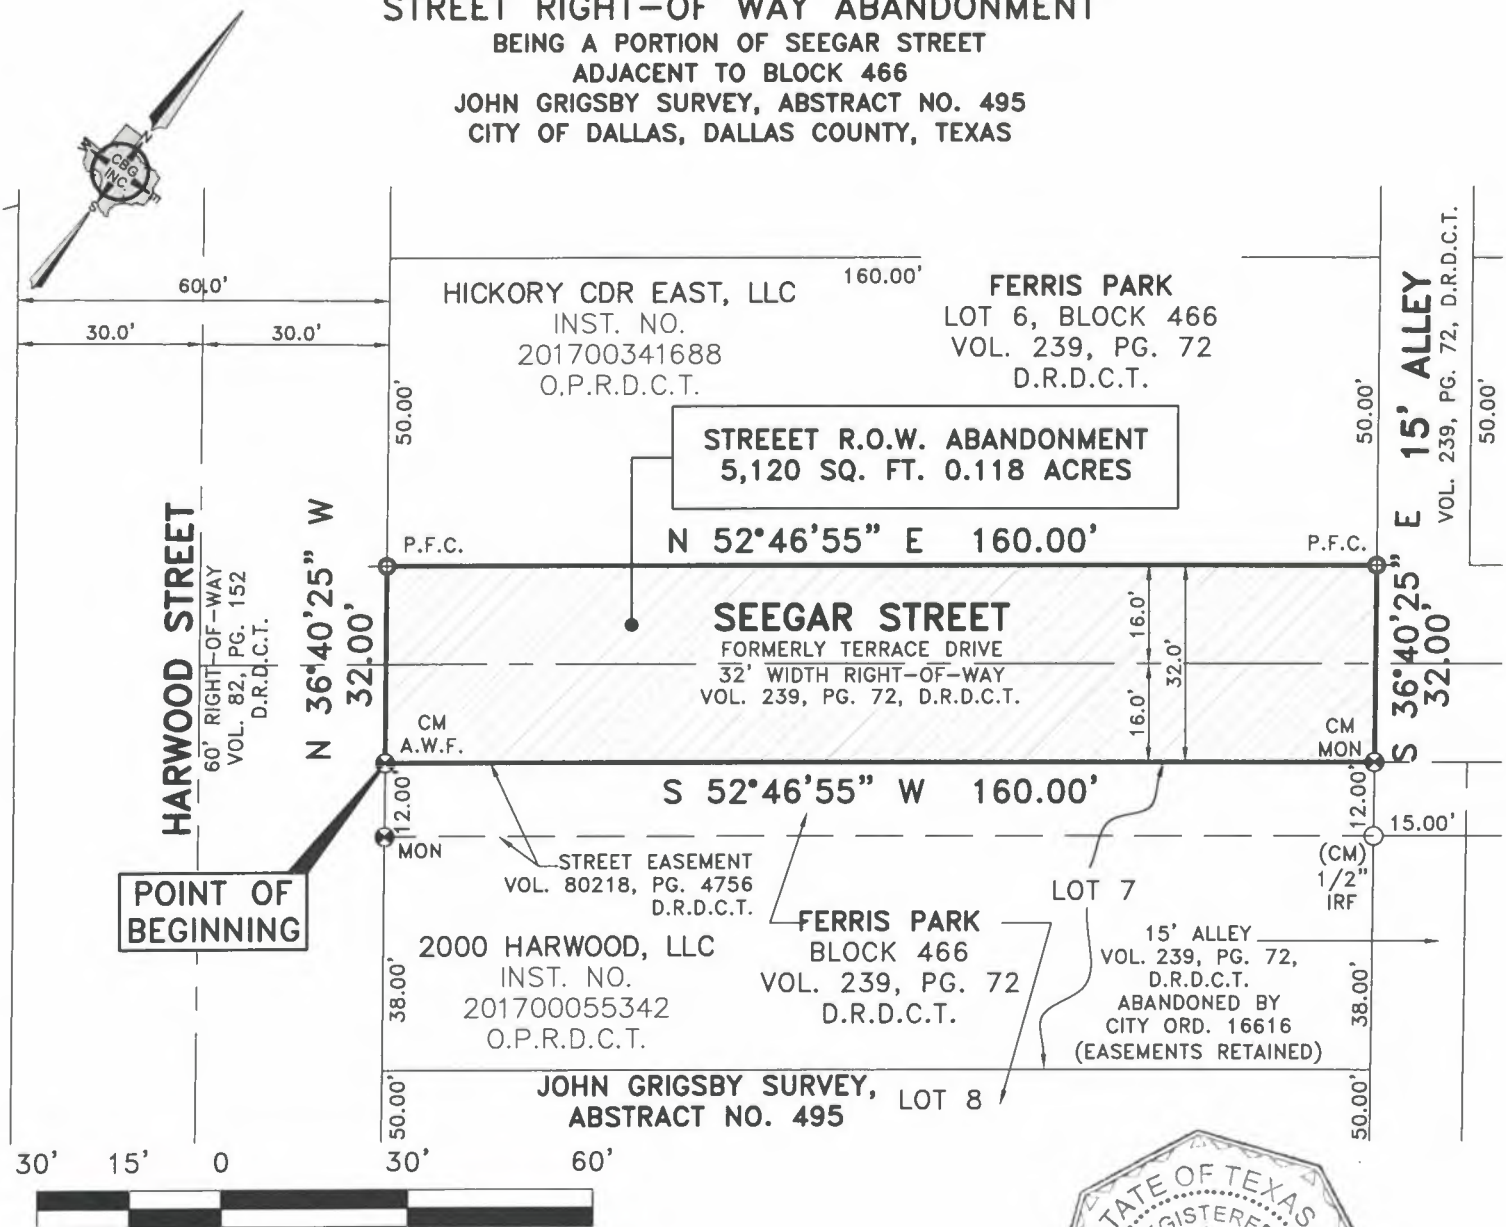 STREET RIGHT-OF WAY ABANDONMENT
BEING A PORTION OF SEEGAR STREET
ADJACENT TO BLOCK 466
JOHN GRIGSBY SURVEY, ABSTRACT NO. 495
CITY OF DALLAS, DALLAS COUNTY, TEXAS
N
W
CBG
INC.
E
S
60.0'
30.0'
30.0'
HICKORY CDR EAST, LLC
INST. NO.
201700341688
O.P.R.D.C.T.
160.00'
FERRIS PARK
LOT 6, BLOCK 466
VOL. 239, PG. 72
D.R.D.C.T.
50.00'
50.00'
15' ALLEY
VOL. 239, PG. 72, D.R.D.C.T.
50.00'
STREEET R.O.W. ABANDONMENT
5,120 SQ. FT. 0.118 ACRES
N 52°46'55" E 160.00'
P.F.C.
P.F.C.
HARWOOD STREET
60' RIGHT-OF-WAY
VOL. 82, PG. 152
D.R.D.C.T.
N 36°40'25" W
32.00'
SEEGAR STREET
FORMERLY TERRACE DRIVE
32' WIDTH RIGHT-OF-WAY
VOL. 239, PG. 72, D.R.D.C.T.
16.0'
16.0'
32.0'
S 36°40'25" E
32.00'
CM
A.W.F.
CM
MON
S 52°46'55" W 160.00'
12.00'
MON
12.00'
15.00'
(CM)
1/2"
IRF
STREET EASEMENT
VOL. 80218, PG. 4756
D.R.D.C.T.
POINT OF
BEGINNING
LOT 7
2000 HARWOOD, LLC
INST. NO.
201700055342
O.P.R.D.C.T.
FERRIS PARK
BLOCK 466
VOL. 239, PG. 72
D.R.D.C.T.
15' ALLEY
VOL. 239, PG. 72,
D.R.D.C.T.
ABANDONED BY
CITY ORD. 16616
(EASEMENTS RETAINED)
38.00'
38.00'
JOHN GRIGSBY SURVEY,
ABSTRACT NO. 495
LOT 8
50.00'
50.00'
30' 15' 0 30' 60'
STATE OF TEXAS
REGISTERED